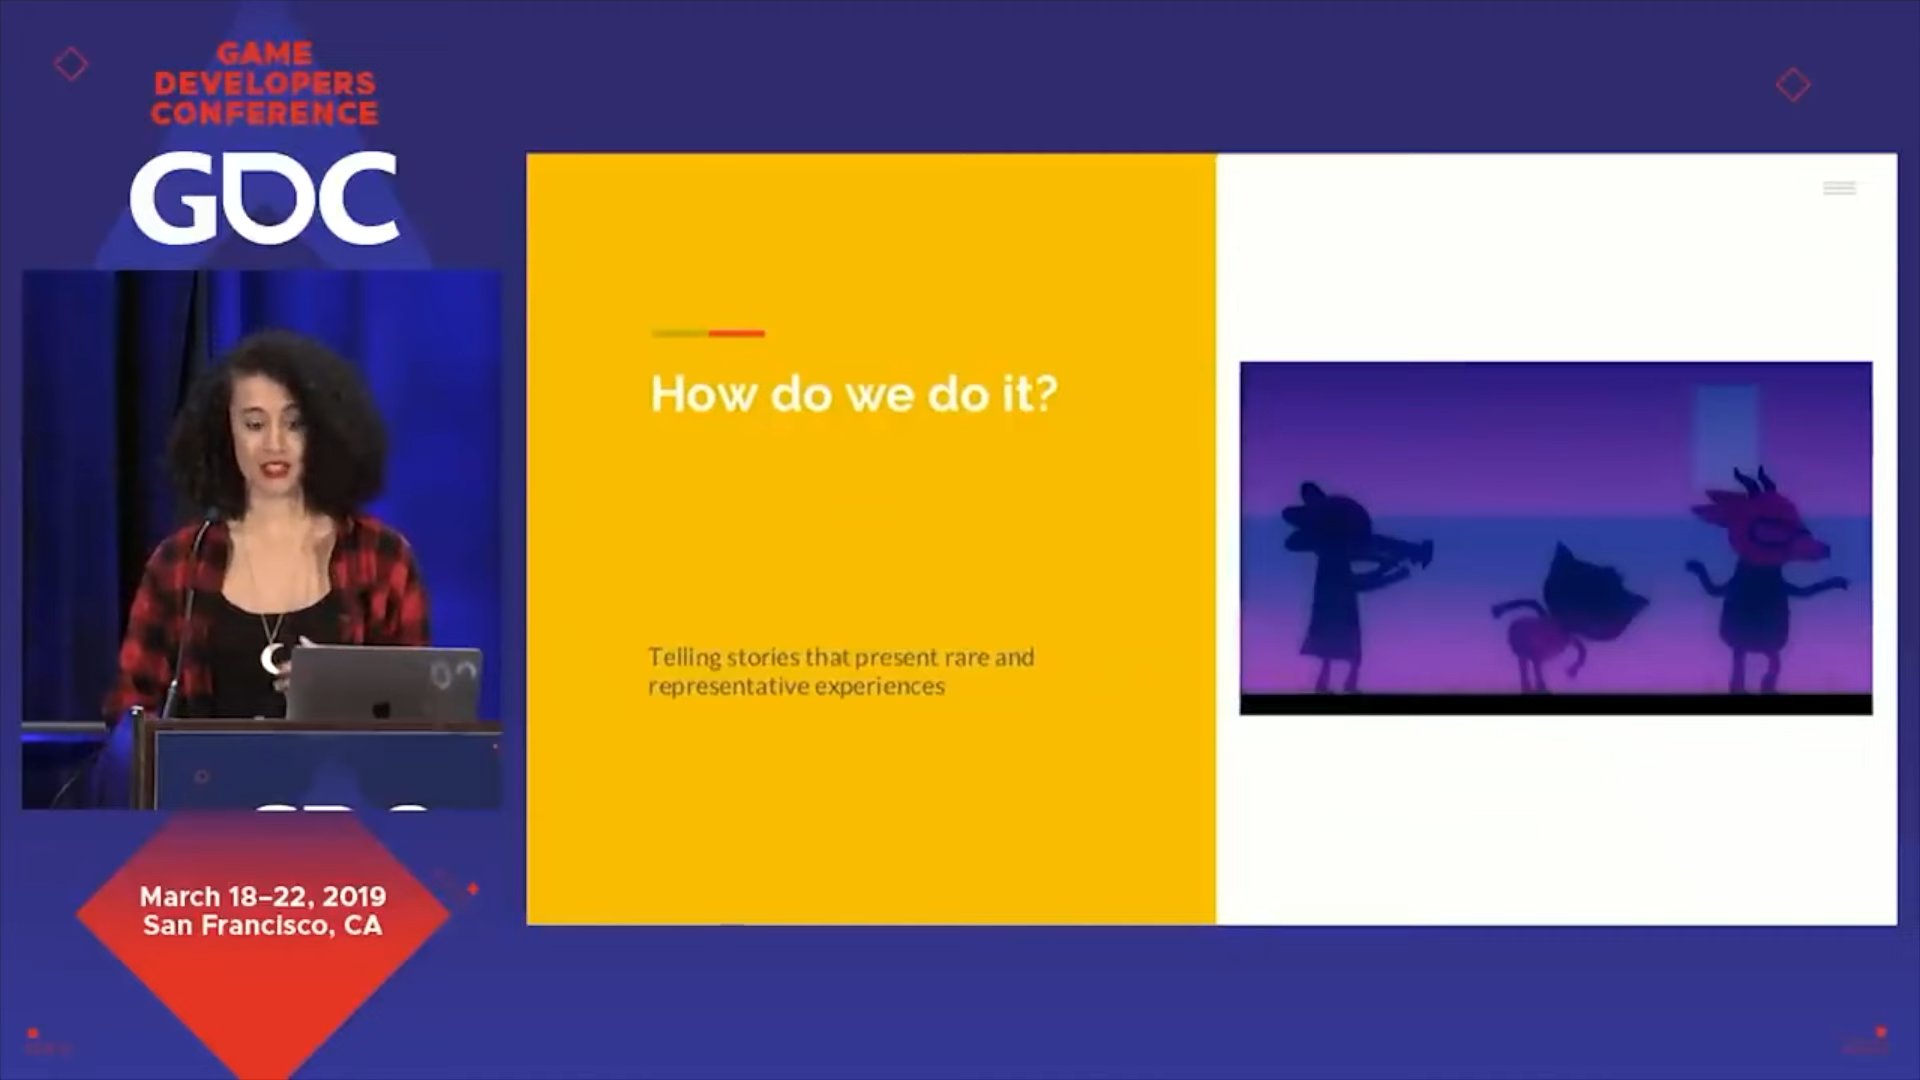 GAME
DEVELOPERS
CONFERENCE
GDC
How do we do it?
Telling stories that present rare and
representative experiences
March 18–22, 2019
San Francisco, CA